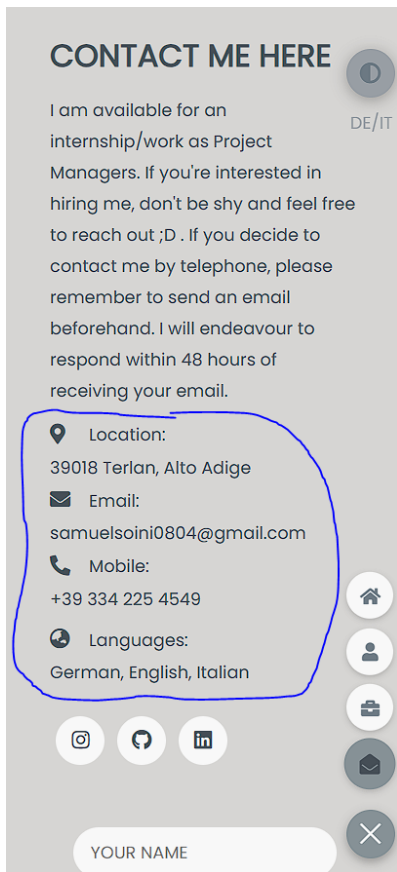 CONTACT ME HERE
DE/IT
I am available for an
internship/work as Project
Managers. If you're interested in
hiring me, don't be shy and feel free
to reach out ;D . If you decide to
contact me by telephone, please
remember to send an email
beforehand. I will endeavour to
respond within 48 hours of
receiving your email.
Location:
39018 Terlan, Alto Adige
Email:
samuelsoini0804@gmail.com
Mobile:
+39 334 225 4549
Languages:
German, English, Italian
YOUR NAME